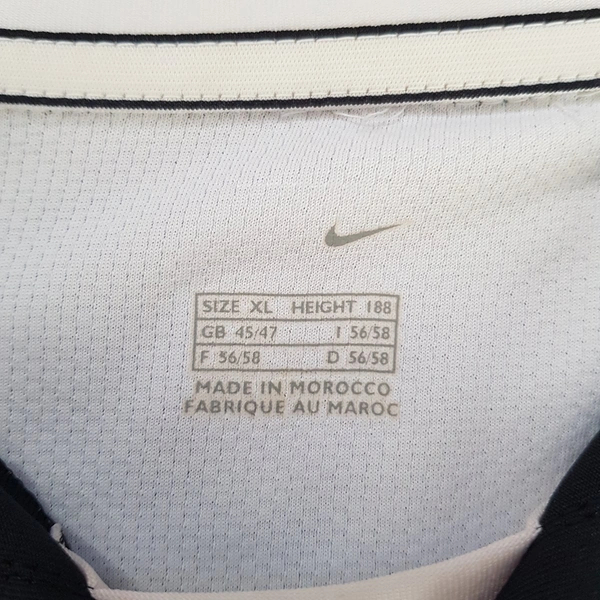 SIZE XL HEIGHT 188
GB 45/47 I 56/58
F 56/58 D 56/58
MADE IN MOROCCO
FABRIQUE AU MAROC